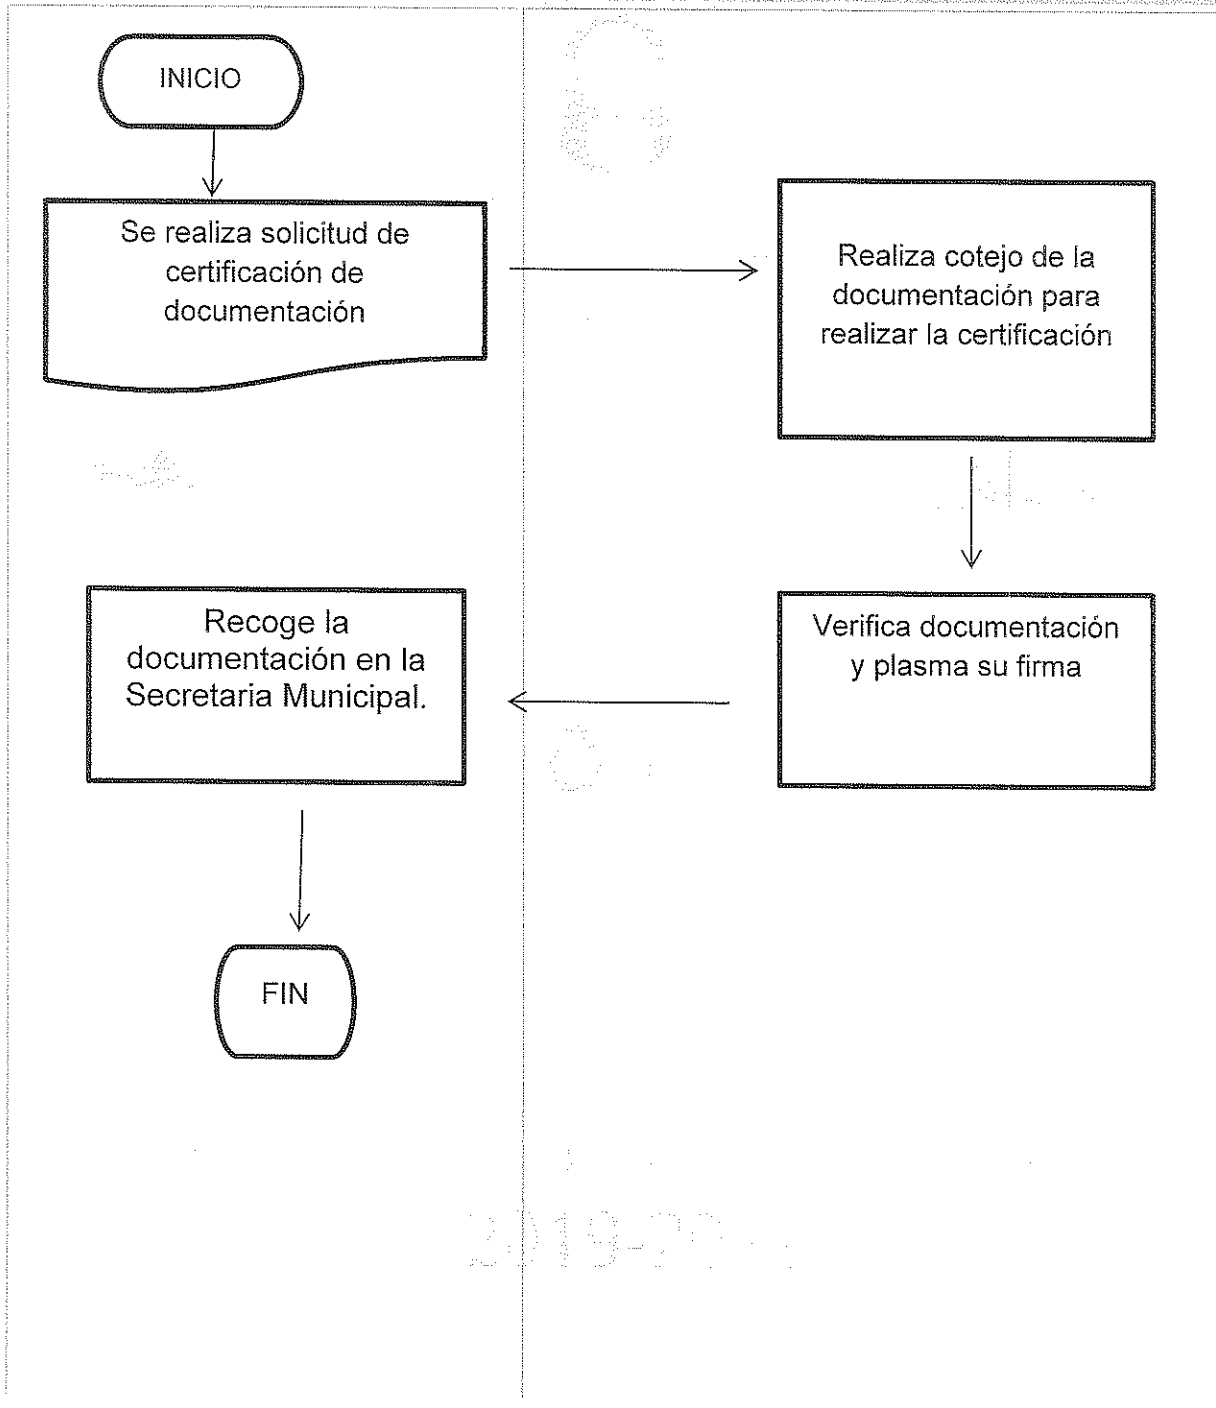 INICIO
Se realiza solicitud de
certificación de
documentación
Realiza cotejo de la
documentación para
realizar la certificación
Verifica documentación
y plasma su firma
Recoge la
documentación en la
Secretaria Municipal.
FIN